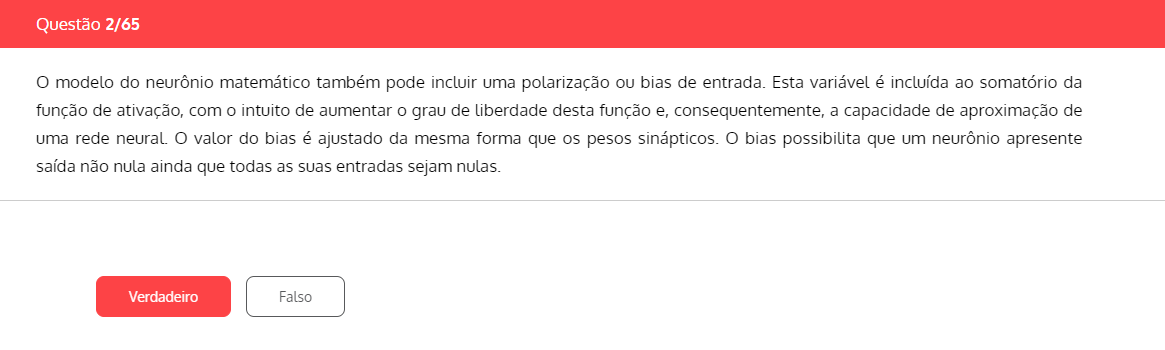 Questão 2/65
O modelo do neurônio matemático também pode incluir uma polarização ou bias de entrada. Esta variável é incluída ao somatório da
função de ativação, com o intuito de aumentar o grau de liberdade desta função e, consequentemente, a capacidade de aproximação de
uma rede neural. O valor do bias é ajustado da mesma forma que os pesos sinápticos. O bias possibilita que um neurônio apresente
saída não nula ainda que todas as suas entradas sejam nulas.
Verdadeiro
Falso